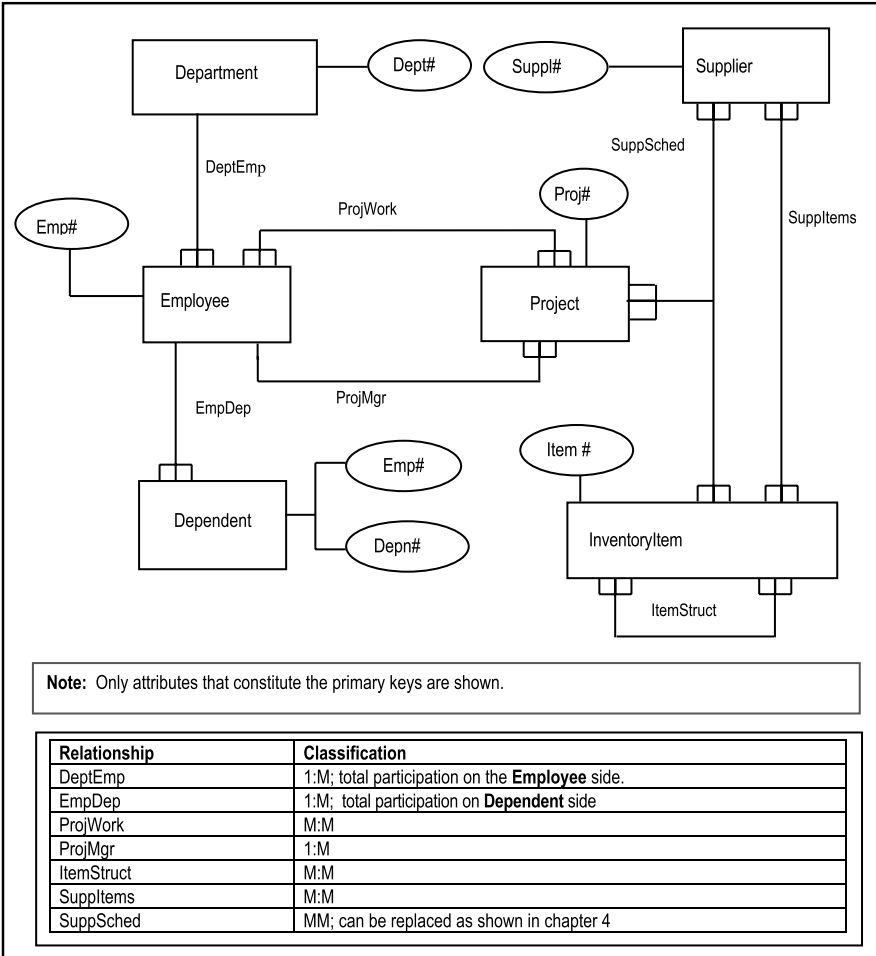 Department
Dept#
Suppl#
Supplier
SuppSched
DeptEmp
Proj#
ProjWork
SuppItems
Emp#
Employee
Project
ProjMgr
EmpDep
Item #
Emp#
Dependent
InventoryItem
Depn#
ItemStruct
Note: Only attributes that constitute the primary keys are shown.
Relationship Classification
DeptEmp 1:M; total participation on the Employee side.
EmpDep 1:M; total participation on Dependent side
ProjWork M:M
ProjMgr 1:M
ItemStruct M:M
SuppItems M:M
SuppSched MM; can be replaced as shown in chapter 4